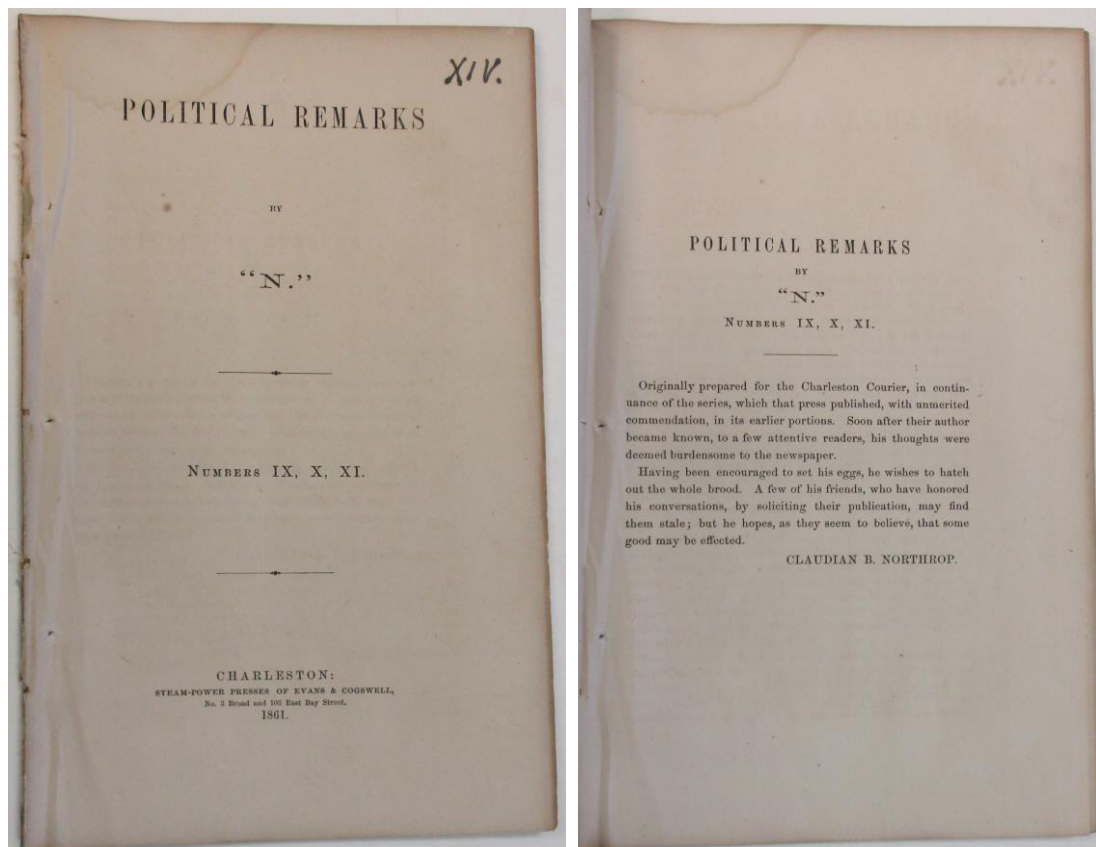 XIV.
POLITICAL REMARKS
BY
“N.”
NUMBERS IX, X, XI.
CHARLESTON:
STEAM-POWER PRESSES OF EVANS & COGSWELL,
No. 3 Broad and 103 East Bay Street.
1861.
POLITICAL REMARKS
BY
“N.”
NUMBERS IX, X, XI.
Originally prepared for the Charleston Courier, in contin-
uance of the series, which that press published, with unmerited
commendation, in its earlier portions. Soon after their author
became known, to a few attentive readers, his thoughts were
deemed burdensome to the newspaper.
Having been encouraged to set his eggs, he wishes to hatch
out the whole brood. A few of his friends, who have honored
his conversations, by soliciting their publication, may find
them stale; but he hopes, as they seem to believe, that some
good may be effected.
CLAUDIAN B. NORTHROP.